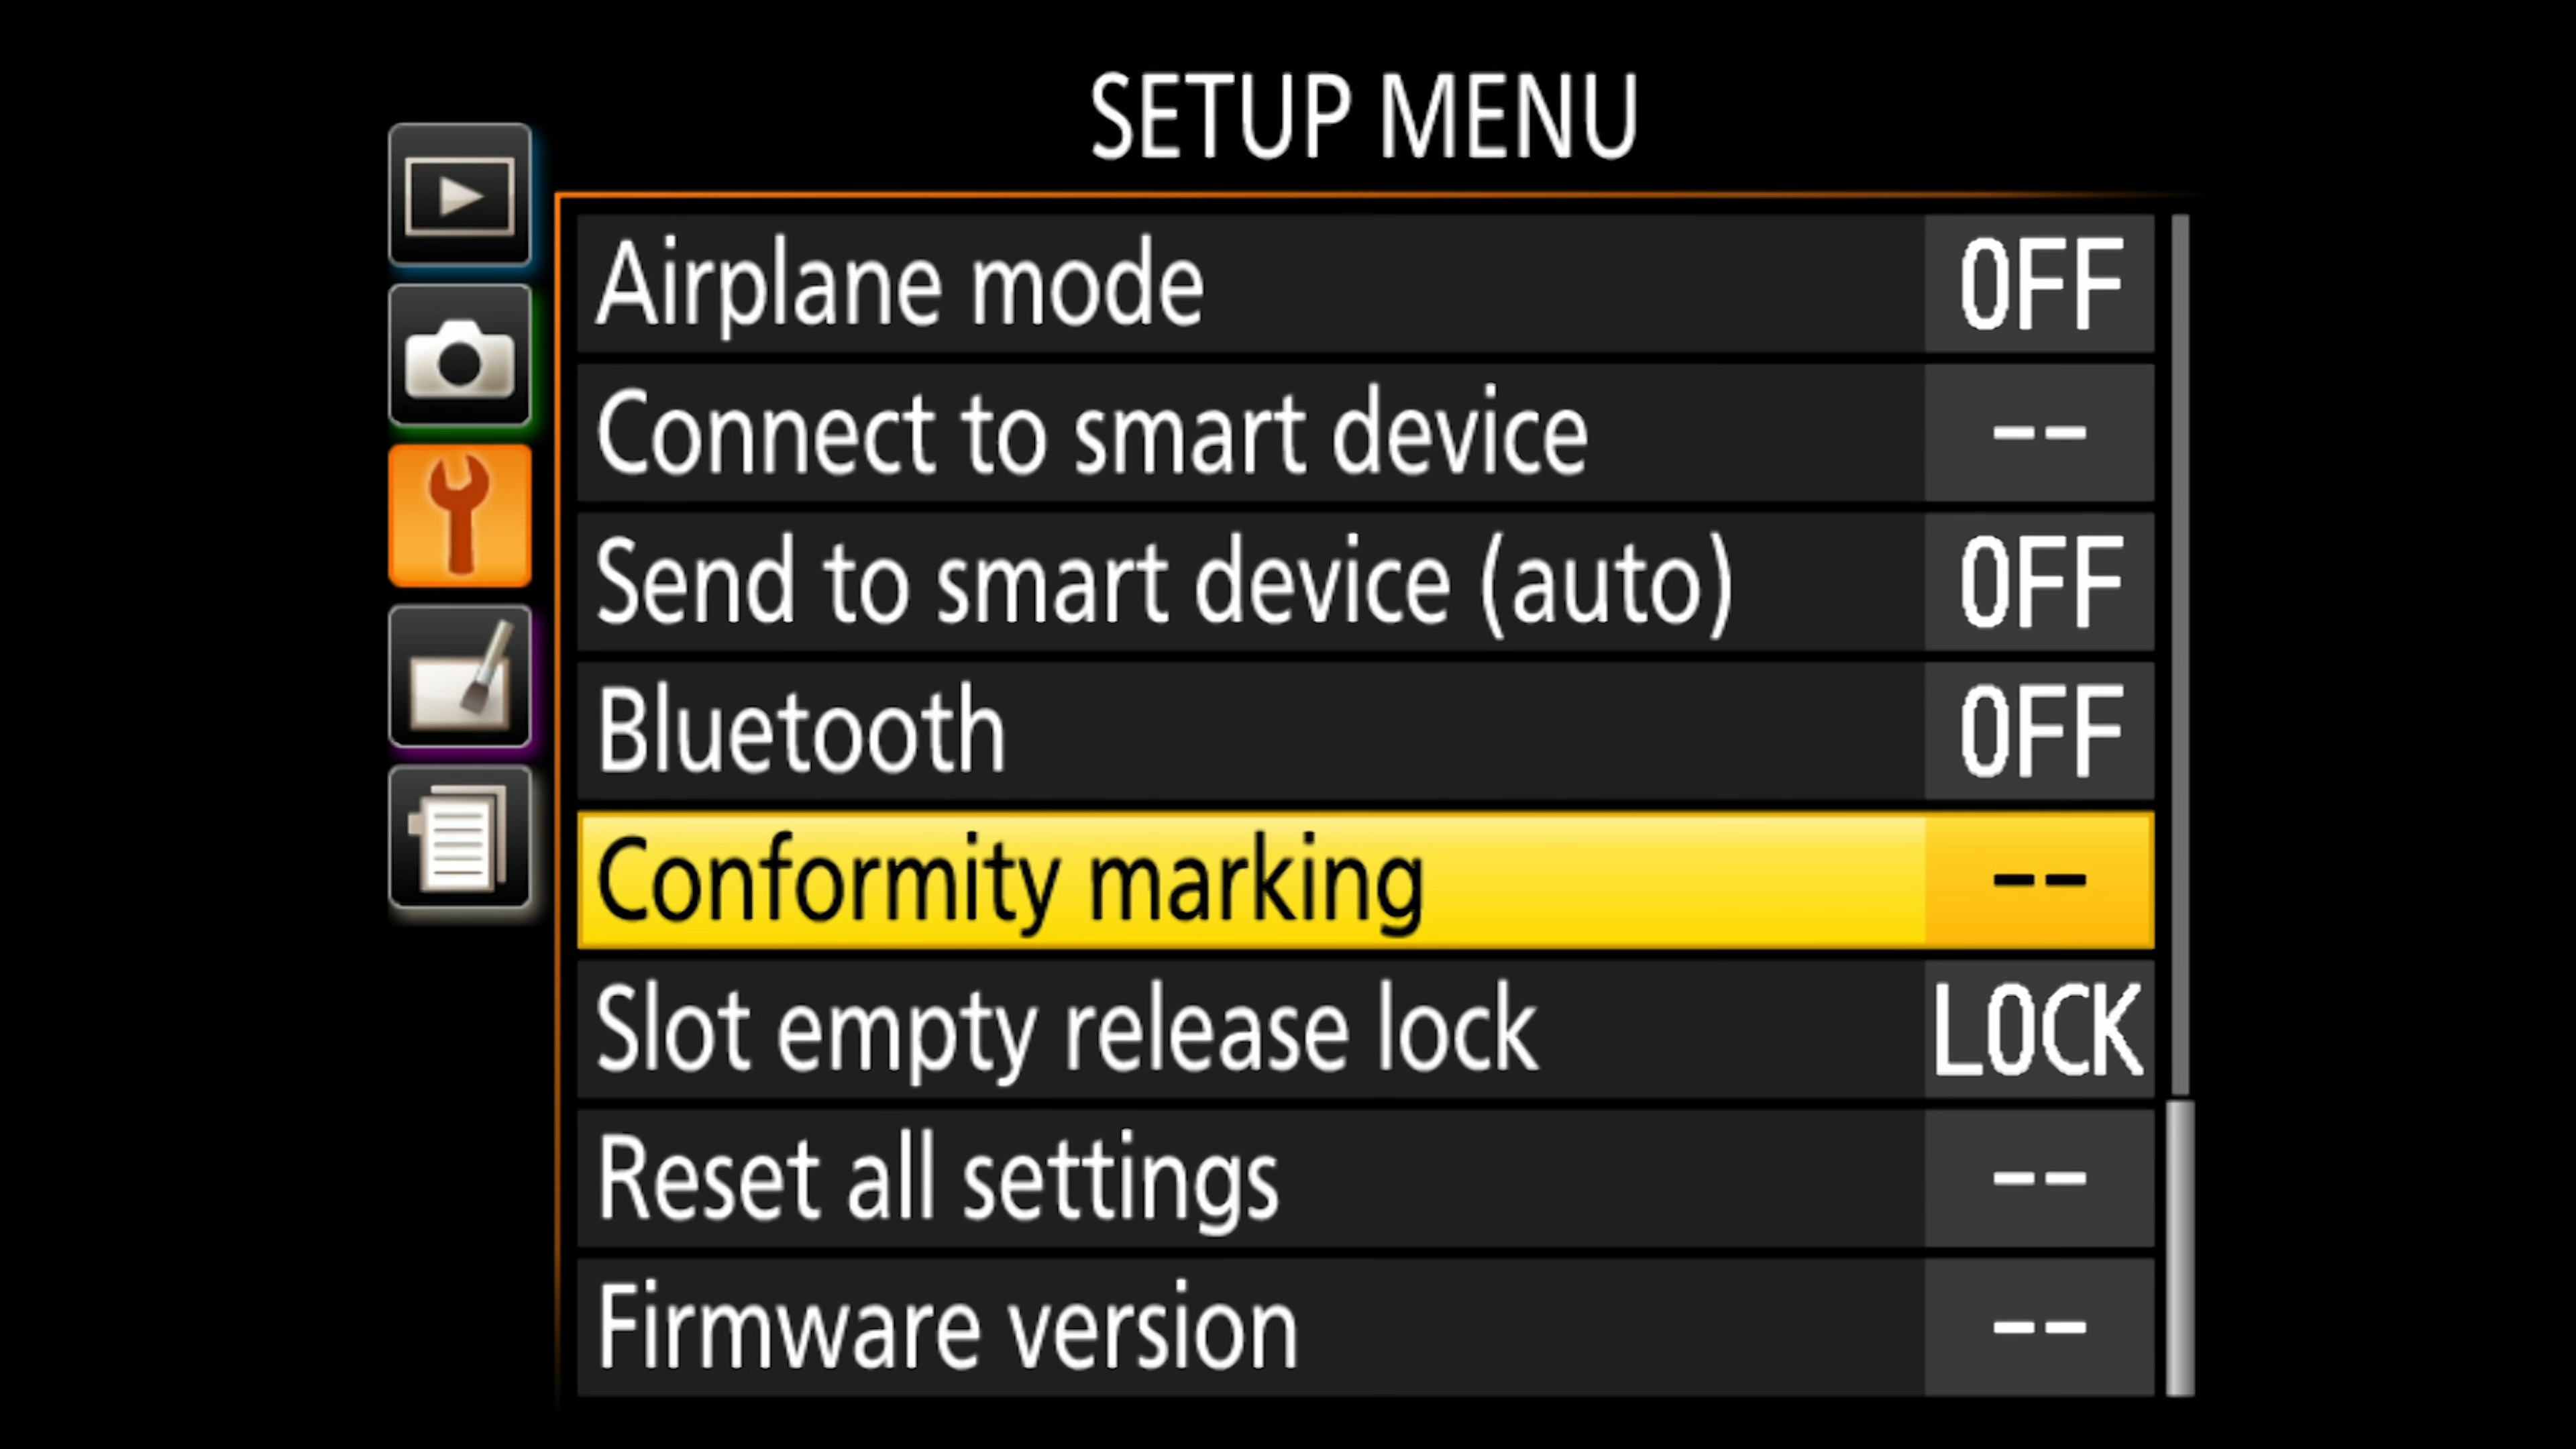 SETUP MENU
Airplane mode OFF
Connect to smart device --
Send to smart device (auto) OFF
Bluetooth OFF
Conformity marking --
Slot empty release lock LOCK
Reset all settings --
Firmware version --